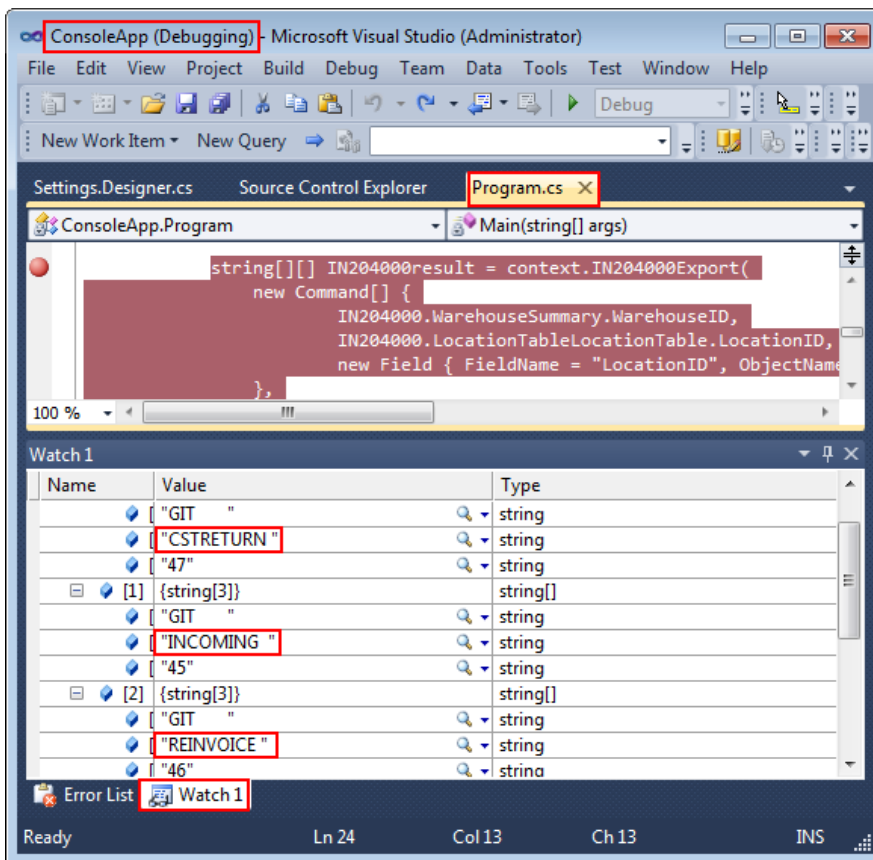 ConsoleApp (Debugging) - Microsoft Visual Studio (Administrator)
File Edit View Project Build Debug Team Data Tools Test Window Help
Debug
New Work Item New Query
Settings.Designer.cs Source Control Explorer Program.cs
ConsoleApp.Program Main(string[] args)
string[][] IN204000result = context.IN204000Export(
new Command[] {
IN204000.WarehouseSummary.WarehouseID,
IN204000.LocationTableLocationTable.LocationID,
new Field { FieldName = "LocationID", ObjectName
},
100 %
Watch 1
Name Value Type
[ "GIT     " string
[ "CSTRETURN " string
[ "47" string
[1] {string[3]} string[]
[ "GIT     " string
[ "INCOMING  " string
[ "45" string
[2] {string[3]} string[]
[ "GIT     " string
[ "REINVOICE " string
[ "46" string
Error List Watch 1
Ready Ln 24 Col 13 Ch 13 INS